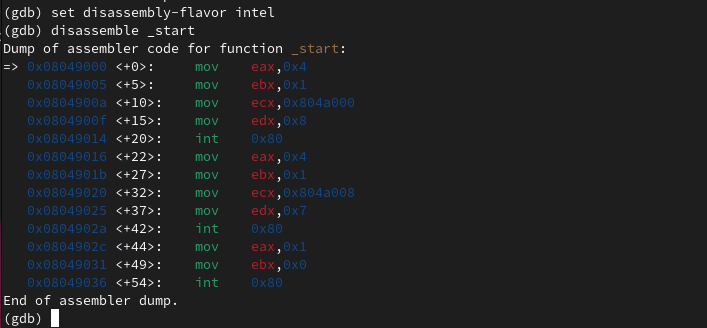 (gdb) set disassembly-flavor intel
(gdb) disassemble _start
Dump of assembler code for function _start:
=> 0x08049000 <+0>:     mov    eax,0x4
   0x08049005 <+5>:     mov    ebx,0x1
   0x0804900a <+10>:    mov    ecx,0x804a000
   0x0804900f <+15>:    mov    edx,0x8
   0x08049014 <+20>:    int    0x80
   0x08049016 <+22>:    mov    eax,0x4
   0x0804901b <+27>:    mov    ebx,0x1
   0x08049020 <+32>:    mov    ecx,0x804a008
   0x08049025 <+37>:    mov    edx,0x7
   0x0804902a <+42>:    int    0x80
   0x0804902c <+44>:    mov    eax,0x1
   0x08049031 <+49>:    mov    ebx,0x0
   0x08049036 <+54>:    int    0x80
End of assembler dump.
(gdb)